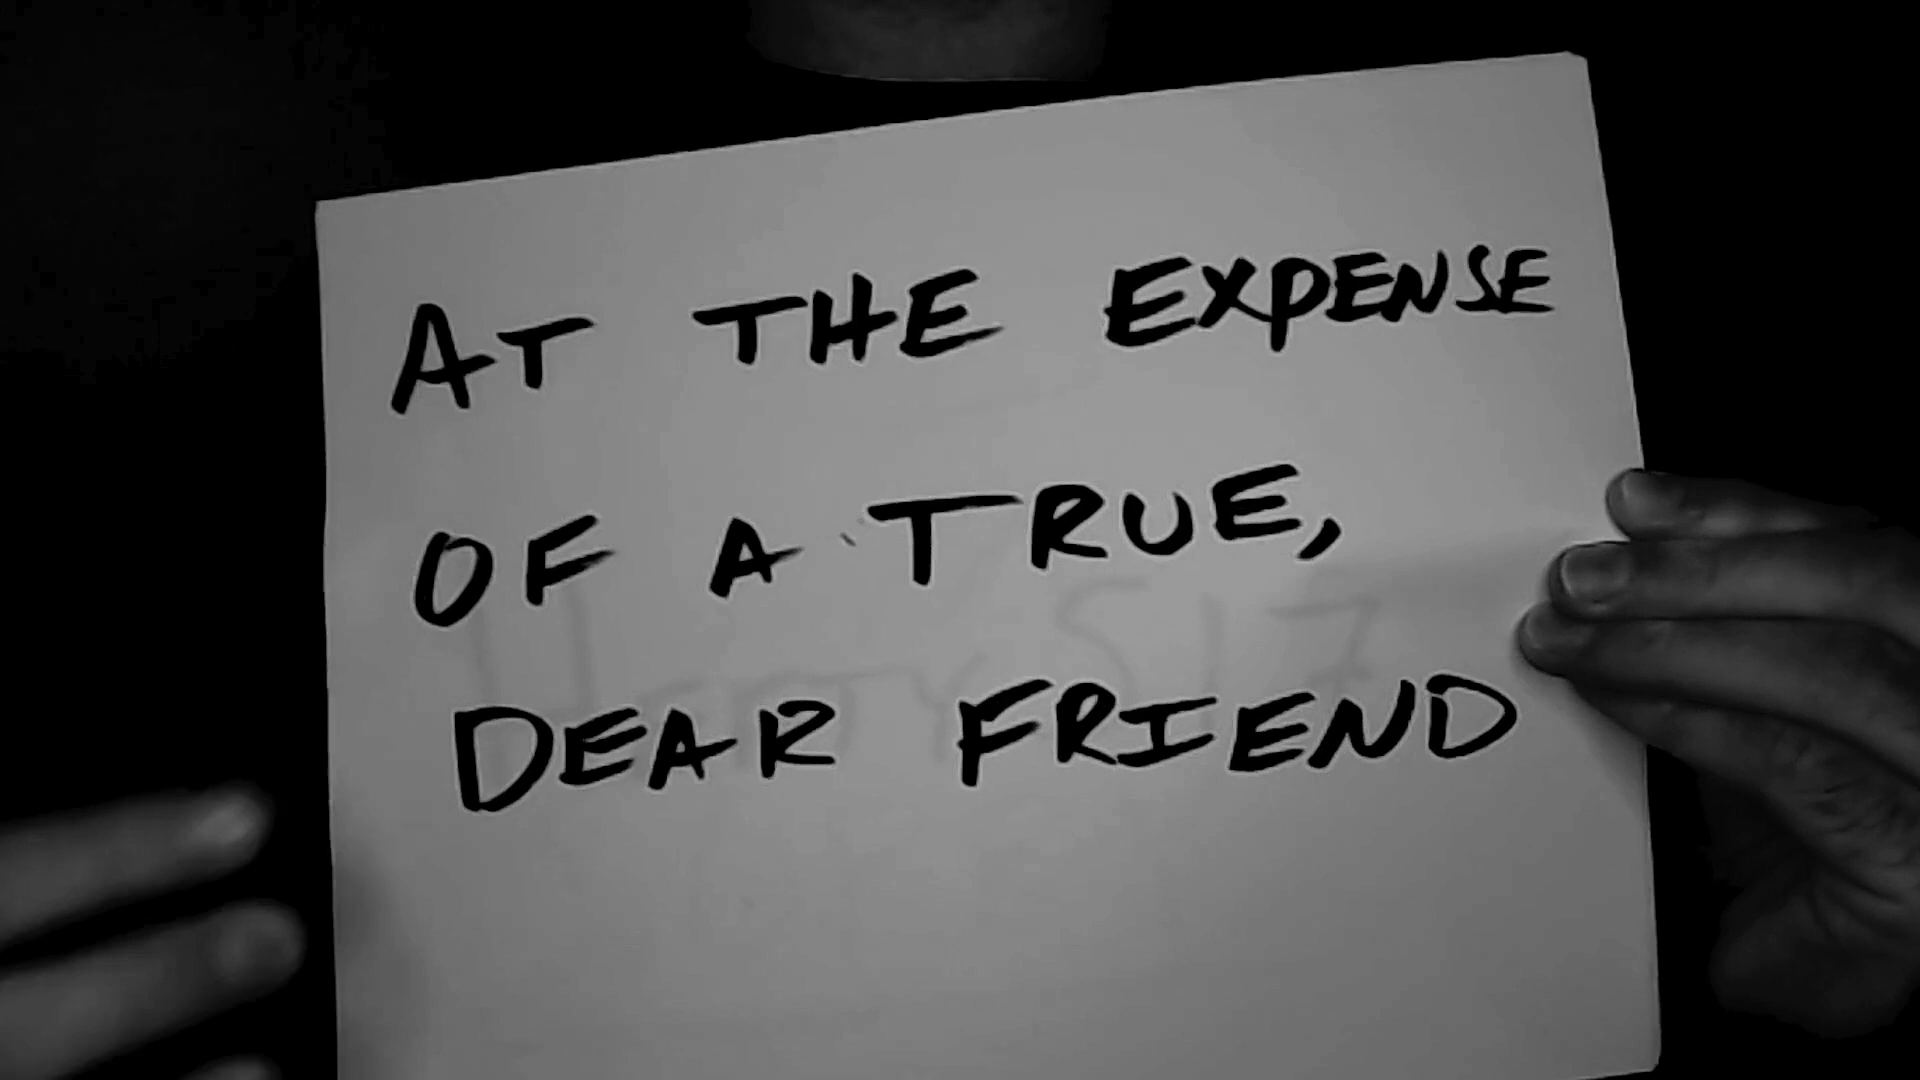 AT THE EXPENSE
OF A TRUE,
DEAR FRIEND